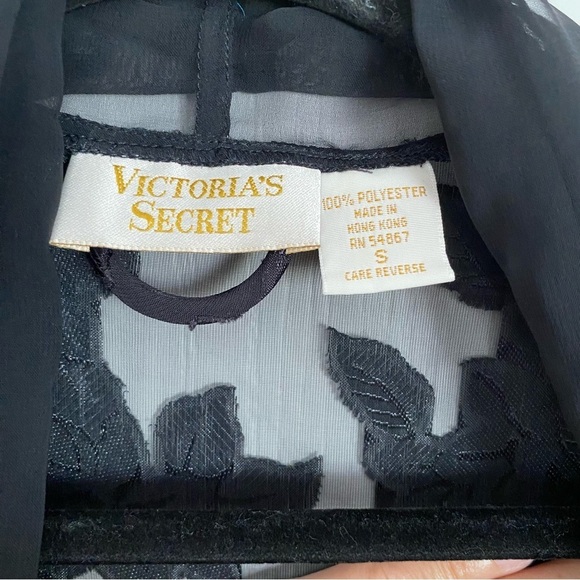 VICTORIA'S
SECRET
100% POLYESTER
MADE IN
HONG KONG
RN 54867
S
CARE REVERSE